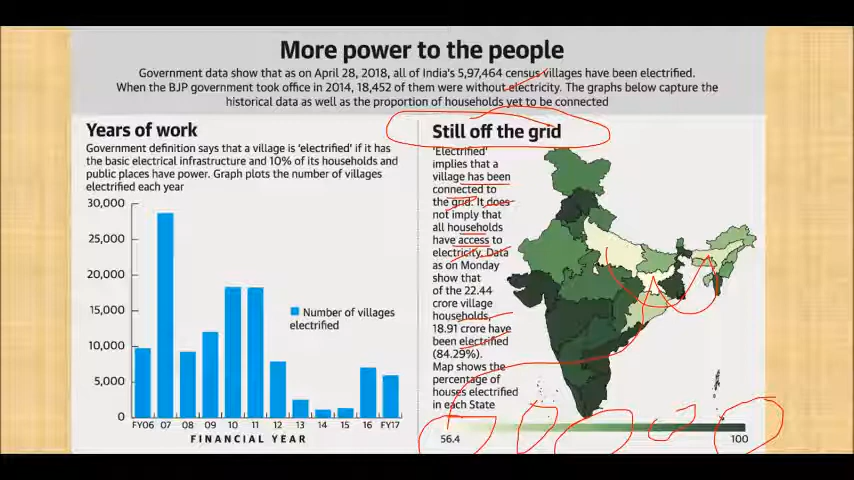 More power to the people
Government data show that as on April 28, 2018, all of India's 5,97,464 census villages have been electrified.
When the BJP government took office in 2014, 18,452 of them were without electricity. The graphs below capture the
historical data as well as the proportion of households yet to be connected
Years of work
Government definition says that a village is 'electrified' if it has
the basic electrical infrastructure and 10% of its households and
public places have power. Graph plots the number of villages
electrified each year
30,000
25,000
20,000
15,000
10,000
5,000
0
Number of villages
electrified
FY06 07 08 09 10 11 12 13 14 15 16 FY17
FINANCIAL YEAR
Still off the grid
'Electrified'
implies that a
village has been
connected to
the grid. It does
not imply that
all households
have access to
electricity. Data
as on Monday
show that
of the 22.44
crore village
households,
18.91 crore have
been electrified
(84.29%).
Map shows the
percentage of
houses electrified
in each State
56.4
100